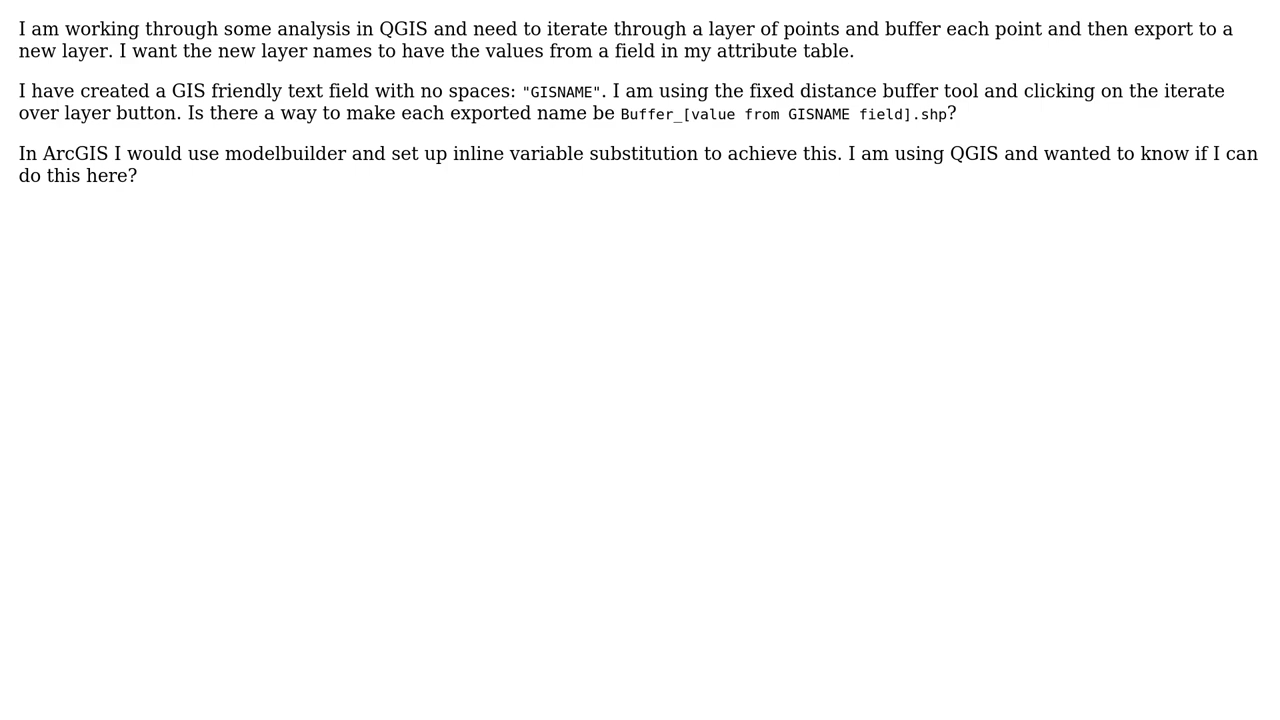 I am working through some analysis in QGIS and need to iterate through a layer of points and buffer each point and then export to a
new layer. I want the new layer names to have the values from a field in my attribute table.
I have created a GIS friendly text field with no spaces: "GISNAME". I am using the fixed distance buffer tool and clicking on the iterate
over layer button. Is there a way to make each exported name be Buffer_[value from GISNAME field].shp?
In ArcGIS I would use modelbuilder and set up inline variable substitution to achieve this. I am using QGIS and wanted to know if I can
do this here?